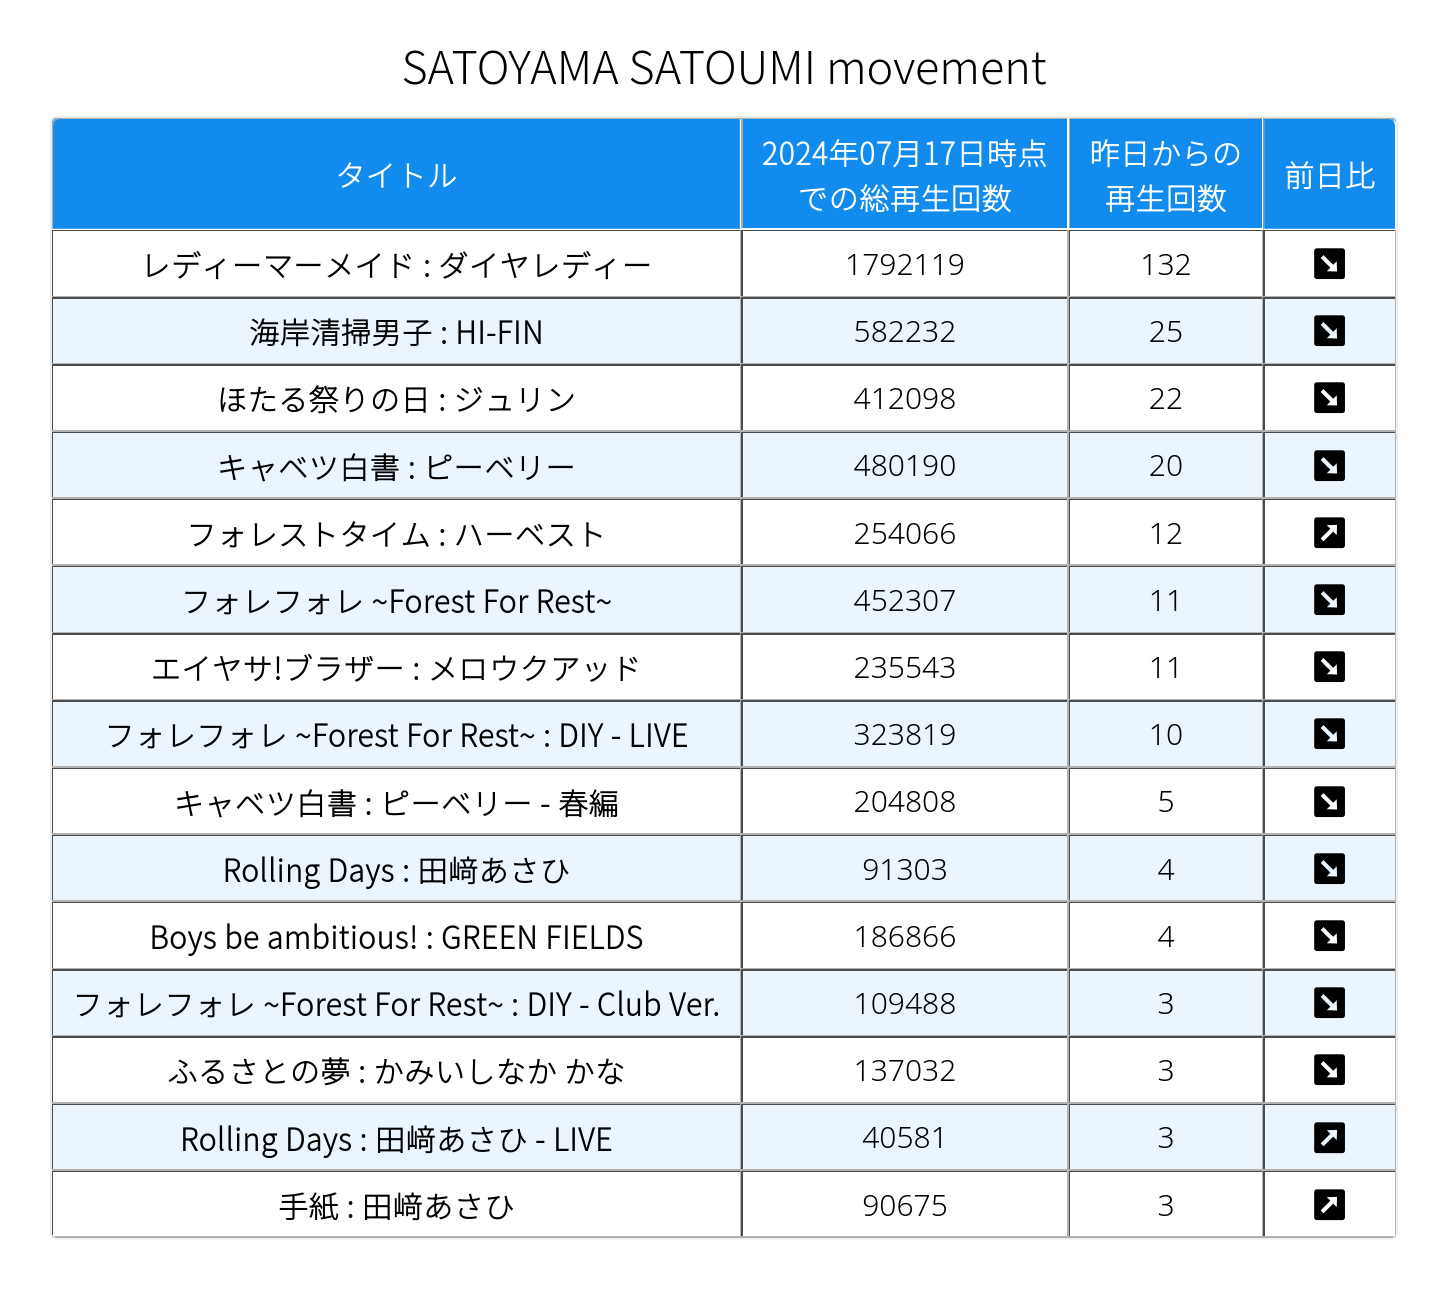 SATOYAMA SATOUMI movement
タイトル 2024年07月17日時点での総再生回数 昨日からの再生回数 前日比
レディーマーメイド : ダイヤレディー 1792119 132 ↘
海岸清掃男子 : HI-FIN 582232 25 ↘
ほたる祭りの日 : ジュリン 412098 22 ↘
キャベツ白書 : ピーベリー 480190 20 ↘
フォレストタイム : ハーベスト 254066 12 ↗
フォレフォレ ~Forest For Rest~ 452307 11 ↘
エイヤサ!ブラザー : メロウクアッド 235543 11 ↘
フォレフォレ ~Forest For Rest~ : DIY - LIVE 323819 10 ↘
キャベツ白書 : ピーベリー - 春編 204808 5 ↘
Rolling Days : 田﨑あさひ 91303 4 ↘
Boys be ambitious! : GREEN FIELDS 186866 4 ↘
フォレフォレ ~Forest For Rest~ : DIY - Club Ver. 109488 3 ↘
ふるさとの夢 : かみいしなか かな 137032 3 ↘
Rolling Days : 田﨑あさひ - LIVE 40581 3 ↗
手紙 : 田﨑あさひ 90675 3 ↗